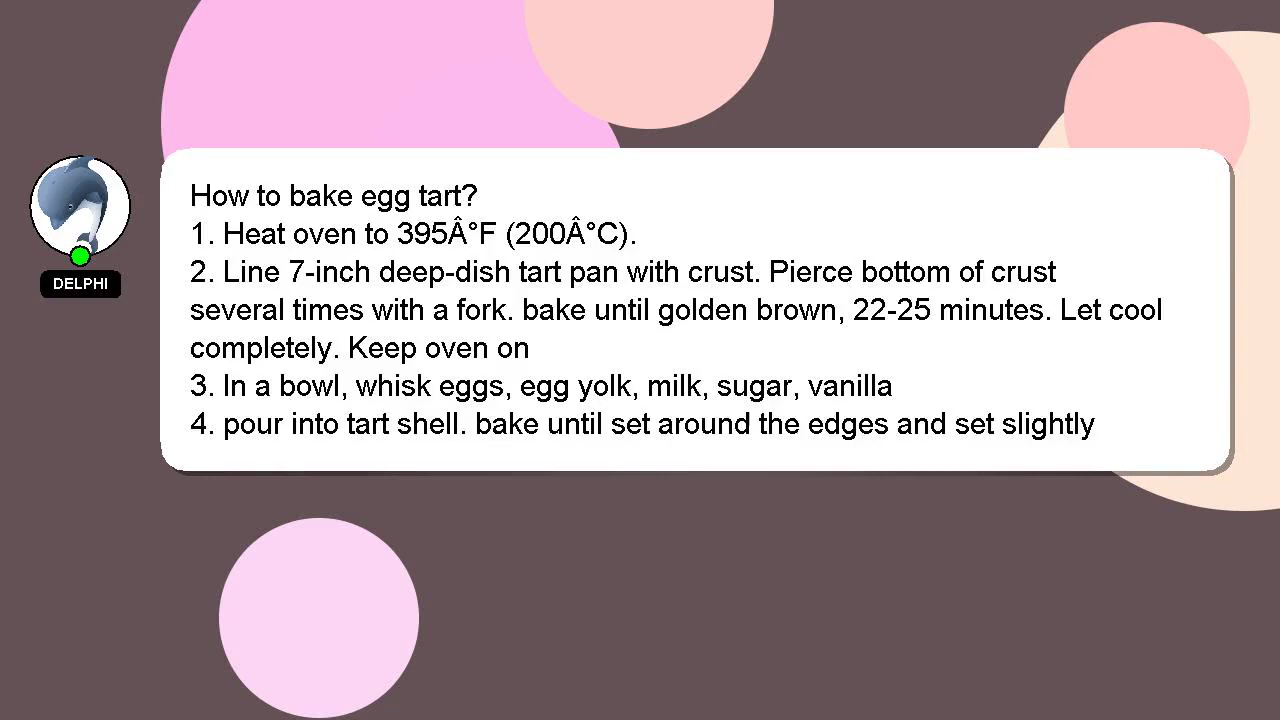 How to bake egg tart?
1. Heat oven to 395Â°F (200Â°C).
2. Line 7-inch deep-dish tart pan with crust. Pierce bottom of crust
several times with a fork. bake until golden brown, 22-25 minutes. Let cool
completely. Keep oven on
3. In a bowl, whisk eggs, egg yolk, milk, sugar, vanilla
4. pour into tart shell. bake until set around the edges and set slightly
DELPHI